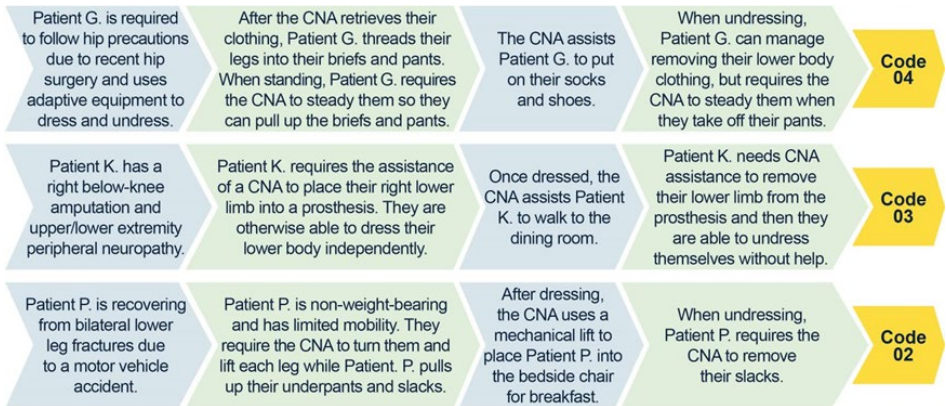 Patient G. is required
to follow hip precautions
due to recent hip
surgery and uses
adaptive equipment to
dress and undress.
After the CNA retrieves their
clothing, Patient G. threads their
legs into their briefs and pants.
When standing, Patient G. requires
the CNA to steady them so they
can pull up the briefs and pants.
The CNA assists
Patient G. to put
on their socks
and shoes.
When undressing,
Patient G. can manage
removing their lower body
clothing, but requires the
CNA to steady them when
they take off their pants.
Code
04
Patient K. has a
right below-knee
amputation and
upper/lower extremity
peripheral neuropathy.
Patient K. requires the assistance
of a CNA to place their right lower
limb into a prosthesis. They are
otherwise able to dress their
lower body independently.
Once dressed, the
CNA assists Patient
K. to walk to the
dining room.
Patient K. needs CNA
assistance to remove
their lower limb from the
prosthesis and then they
are able to undress
themselves without help.
Code
03
Patient P. is recovering
from bilateral lower
leg fractures due
to a motor vehicle
accident.
Patient P. is non-weight-bearing
and has limited mobility. They
require the CNA to turn them and
lift each leg while Patient. P. pulls
up their underpants and slacks.
After dressing,
the CNA uses a
mechanical lift to
place Patient P. into
the bedside chair
for breakfast.
When undressing,
Patient P. requires the
CNA to remove
their slacks.
Code
02